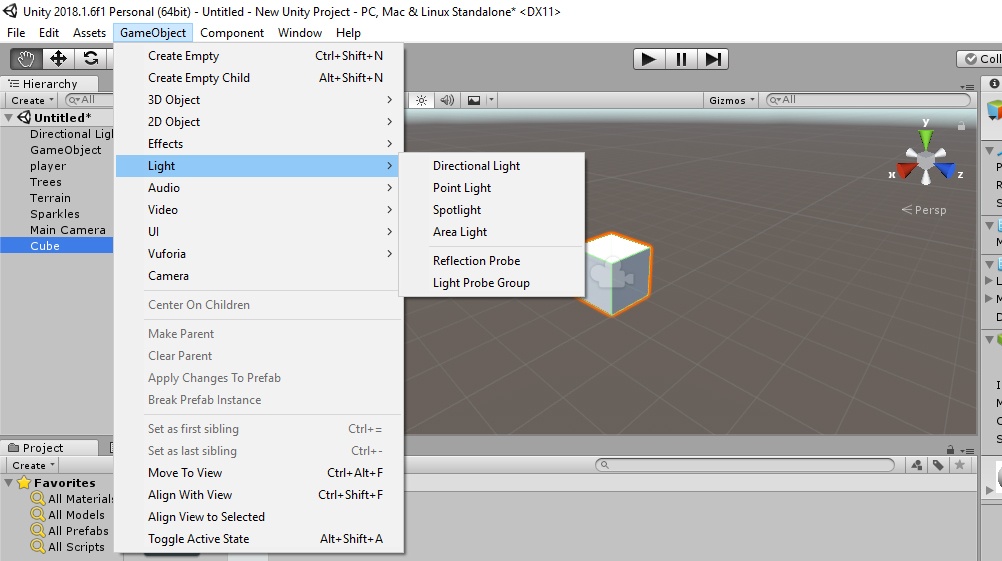 Unity 2018.1.6f1 Personal (64bit) - Untitled - New Unity Project - PC, Mac & Linux Standalone* <DX11>
File Edit Assets GameObject Component Window Help
Coll
Hierarchy
Create All
Untitled*
Directional Ligh
GameObject
player
Trees
Terrain
Sparkles
Main Camera
Cube
Create Empty Ctrl+Shift+N
Create Empty Child Alt+Shift+N
3D Object
2D Object
Effects
Light
Audio
Video
UI
Vuforia
Camera
Center On Children
Make Parent
Clear Parent
Apply Changes To Prefab
Break Prefab Instance
Set as first sibling Ctrl+=
Set as last sibling Ctrl+-
Move To View Ctrl+Alt+F
Align With View Ctrl+Shift+F
Align View to Selected
Toggle Active State Alt+Shift+A
Directional Light
Point Light
Spotlight
Area Light
Reflection Probe
Light Probe Group
Gizmos All
y
x z
Persp
Project
Create
Favorites
All Materials
All Models
All Prefabs
All Scripts